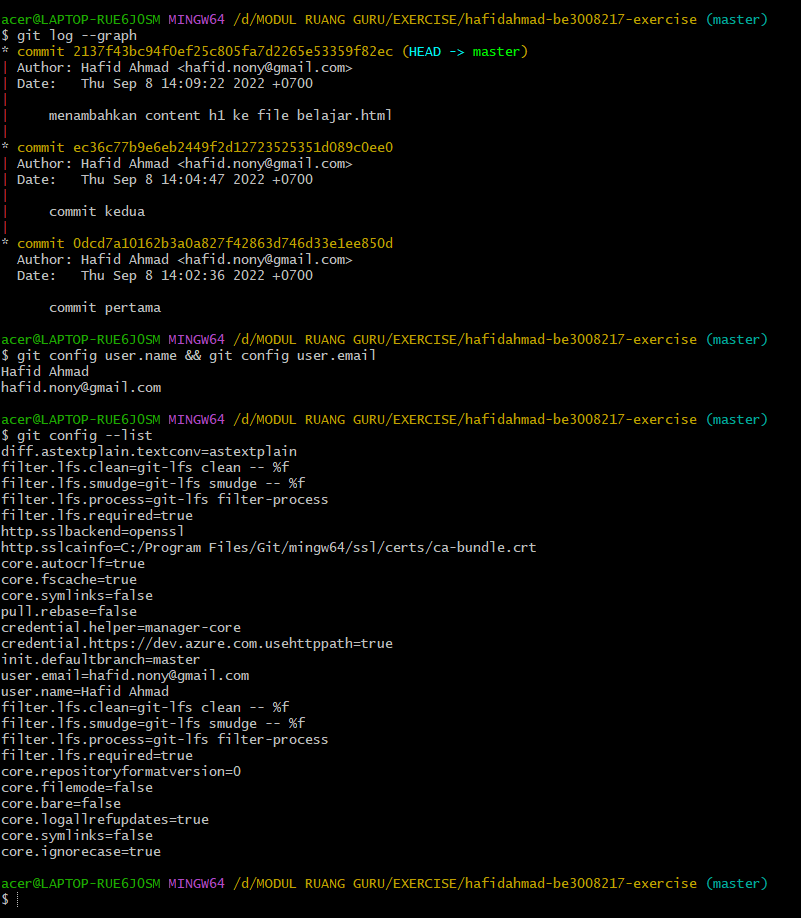 acer@LAPTOP-RUE6J0SM MINGW64 /d/MODUL RUANG GURU/EXERCISE/hafidahmad-be3008217-exercise (master)
$ git log --graph
* commit 2137f43bc94f0ef25c805fa7d2265e53359f82ec (HEAD -> master)
| Author: Hafid Ahmad <hafid.nony@gmail.com>
| Date:   Thu Sep 8 14:09:22 2022 +0700
|
|     menambahkan content h1 ke file belajar.html
|
* commit ec36c77b9e6eb2449f2d12723525351d089c0ee0
| Author: Hafid Ahmad <hafid.nony@gmail.com>
| Date:   Thu Sep 8 14:04:47 2022 +0700
|
|     commit kedua
|
* commit 0dcd7a10162b3a0a827f42863d746d33e1ee850d
  Author: Hafid Ahmad <hafid.nony@gmail.com>
  Date:   Thu Sep 8 14:02:36 2022 +0700

      commit pertama

acer@LAPTOP-RUE6J0SM MINGW64 /d/MODUL RUANG GURU/EXERCISE/hafidahmad-be3008217-exercise (master)
$ git config user.name && git config user.email
Hafid Ahmad
hafid.nony@gmail.com

acer@LAPTOP-RUE6J0SM MINGW64 /d/MODUL RUANG GURU/EXERCISE/hafidahmad-be3008217-exercise (master)
$ git config --list
diff.astextplain.textconv=astextplain
filter.lfs.clean=git-lfs clean -- %f
filter.lfs.smudge=git-lfs smudge -- %f
filter.lfs.process=git-lfs filter-process
filter.lfs.required=true
http.sslbackend=openssl
http.sslcainfo=C:/Program Files/Git/mingw64/ssl/certs/ca-bundle.crt
core.autocrlf=true
core.fscache=true
core.symlinks=false
pull.rebase=false
credential.helper=manager-core
credential.https://dev.azure.com.usehttppath=true
init.defaultbranch=master
user.email=hafid.nony@gmail.com
user.name=Hafid Ahmad
filter.lfs.clean=git-lfs clean -- %f
filter.lfs.smudge=git-lfs smudge -- %f
filter.lfs.process=git-lfs filter-process
filter.lfs.required=true
core.repositoryformatversion=0
core.filemode=false
core.bare=false
core.logallrefupdates=true
core.symlinks=false
core.ignorecase=true

acer@LAPTOP-RUE6J0SM MINGW64 /d/MODUL RUANG GURU/EXERCISE/hafidahmad-be3008217-exercise (master)
$